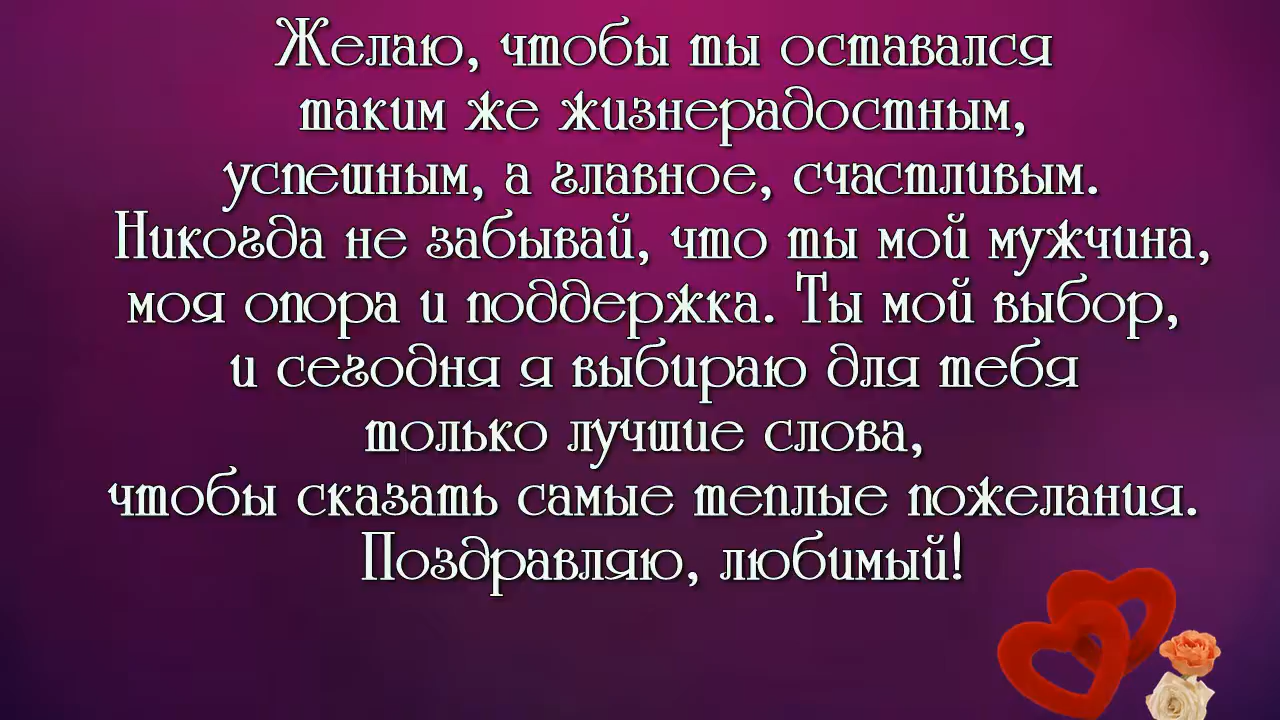 Желаю, чтобы ты оставался
таким же жизнерадостным,
успешным, а главное, счастливым.
Никогда не забывай, что ты мой мужчина,
моя опора и поддержка. Ты мой выбор,
и сегодня я выбираю для тебя
только лучшие слова,
чтобы сказать самые теплые пожелания.
Поздравляю, любимый!